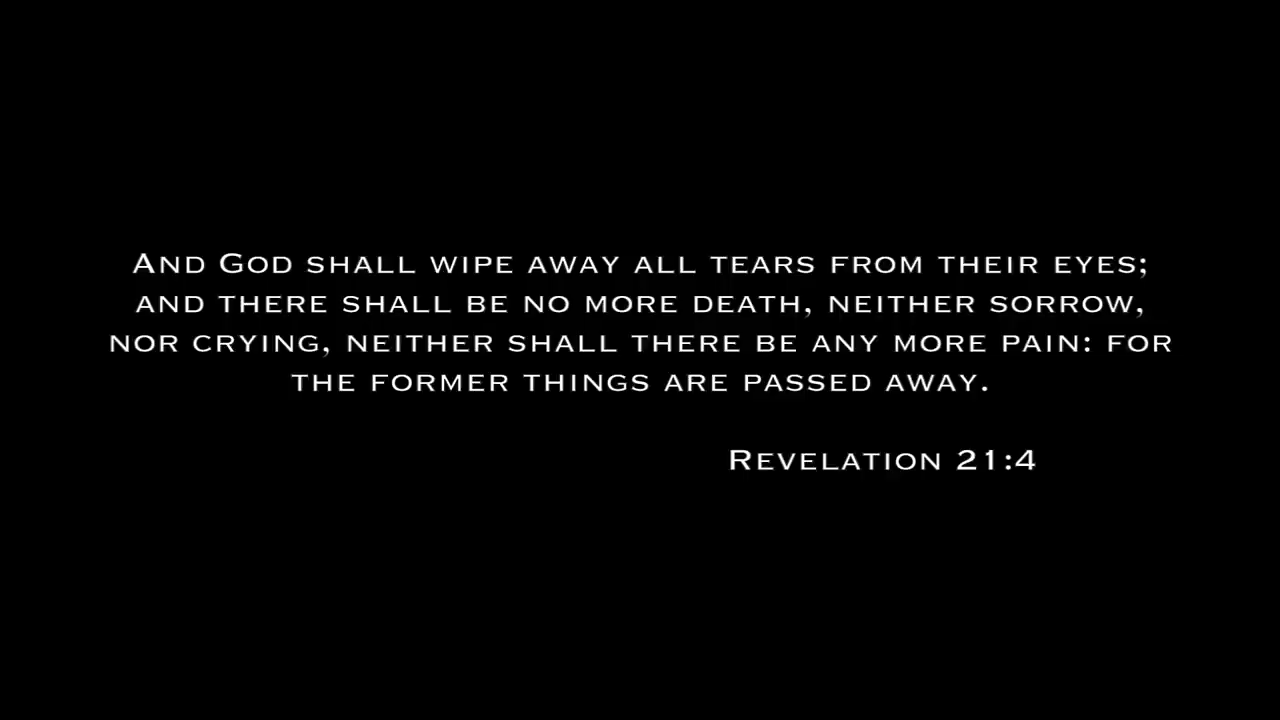 And God shall wipe away all tears from their eyes;
and there shall be no more death, neither sorrow,
nor crying, neither shall there be any more pain: for
the former things are passed away.
Revelation 21:4